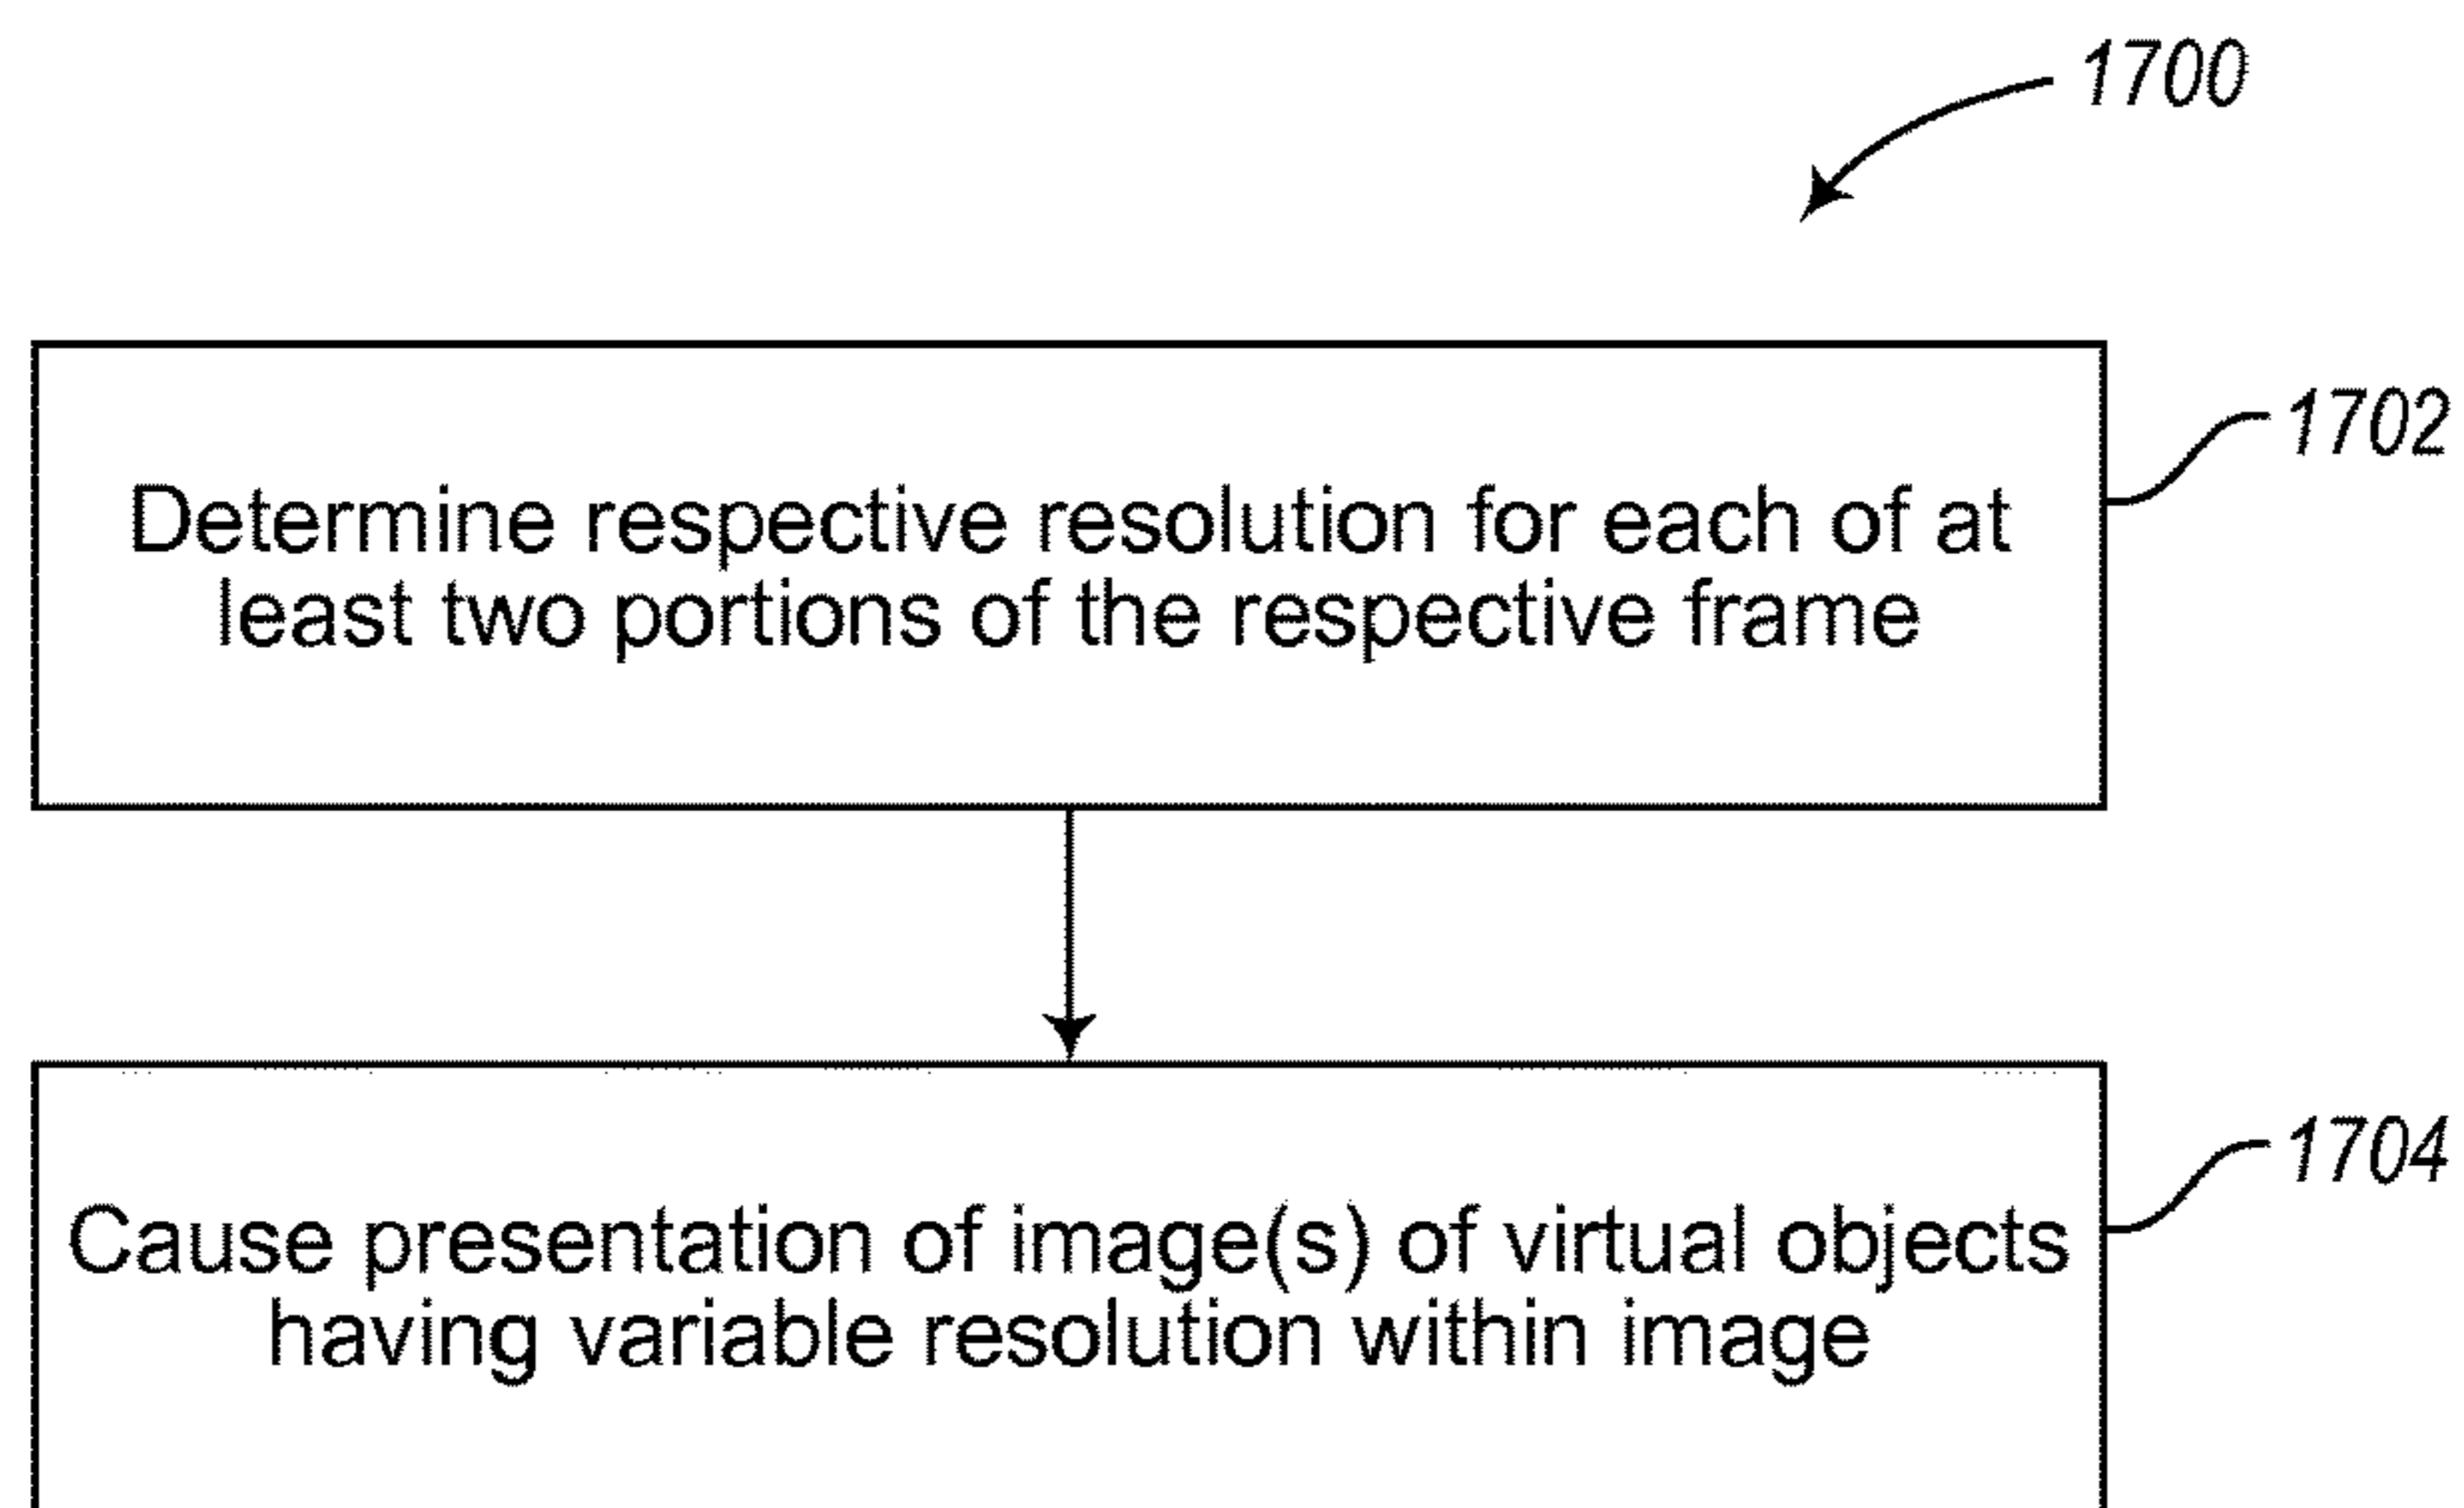 1700
1702
Determine respective resolution for each of at
least two portions of the respective frame
1704
Cause presentation of image(s) of virtual objects
having variable resolution within image